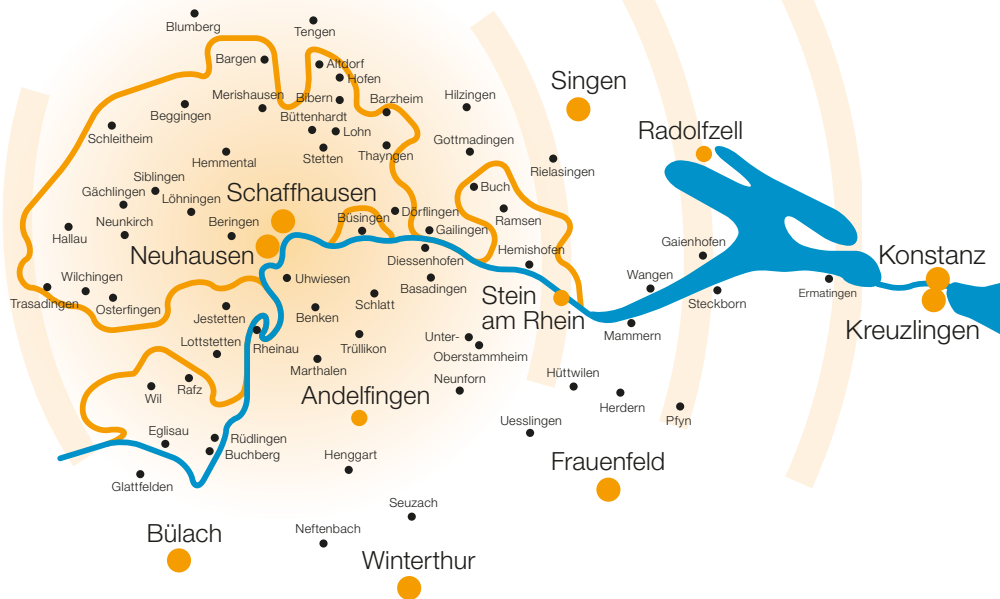 Blumberg
Tengen
Bargen
Altdorf
Hofen
Singen
Merishausen
Bibern
Barzheim
Hilzingen
Beggingen
Büttenhardt
Lohn
Radolfzell
Schleitheim
Gottmadingen
Hemmental
Stetten
Thayngen
Rielasingen
Siblingen
Gächlingen
Löhningen
Schaffhausen
Buch
Neunkirch
Beringen
Büsingen
Dörflingen
Ramsen
Hallau
Gailingen
Gaienhofen
Neuhausen
Diessenhofen
Hemishofen
Konstanz
Wilchingen
Uhwiesen
Basadingen
Wangen
Trasadingen
Osterfingen
Schlatt
Stein
am Rhein
Steckborn
Ermatingen
Jestetten
Benken
Kreuzlingen
Lottstetten
Rheinau
Trüllikon
Unter-
Oberstammheim
Mammern
Marthalen
Wil
Rafz
Andelfingen
Neunforn
Hüttwilen
Herdern
Pfyn
Eglisau
Rüdlingen
Buchberg
Uesslingen
Glattfelden
Henggart
Frauenfeld
Seuzach
Bülach
Neftenbach
Winterthur